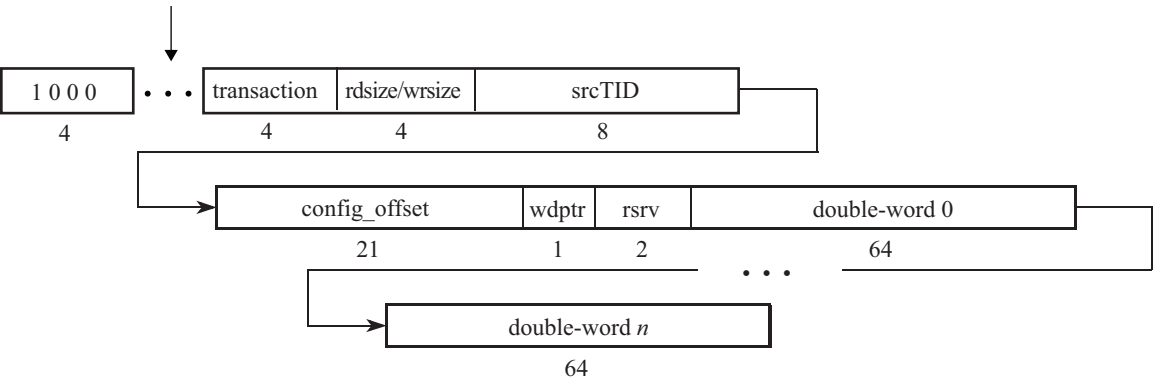 1 0 0 0 • • • transaction rdsize/wrsize srcTID
4 4 4 8
config_offset wdptr rsrv double-word 0
21 1 2 64
• • •
double-word n
64